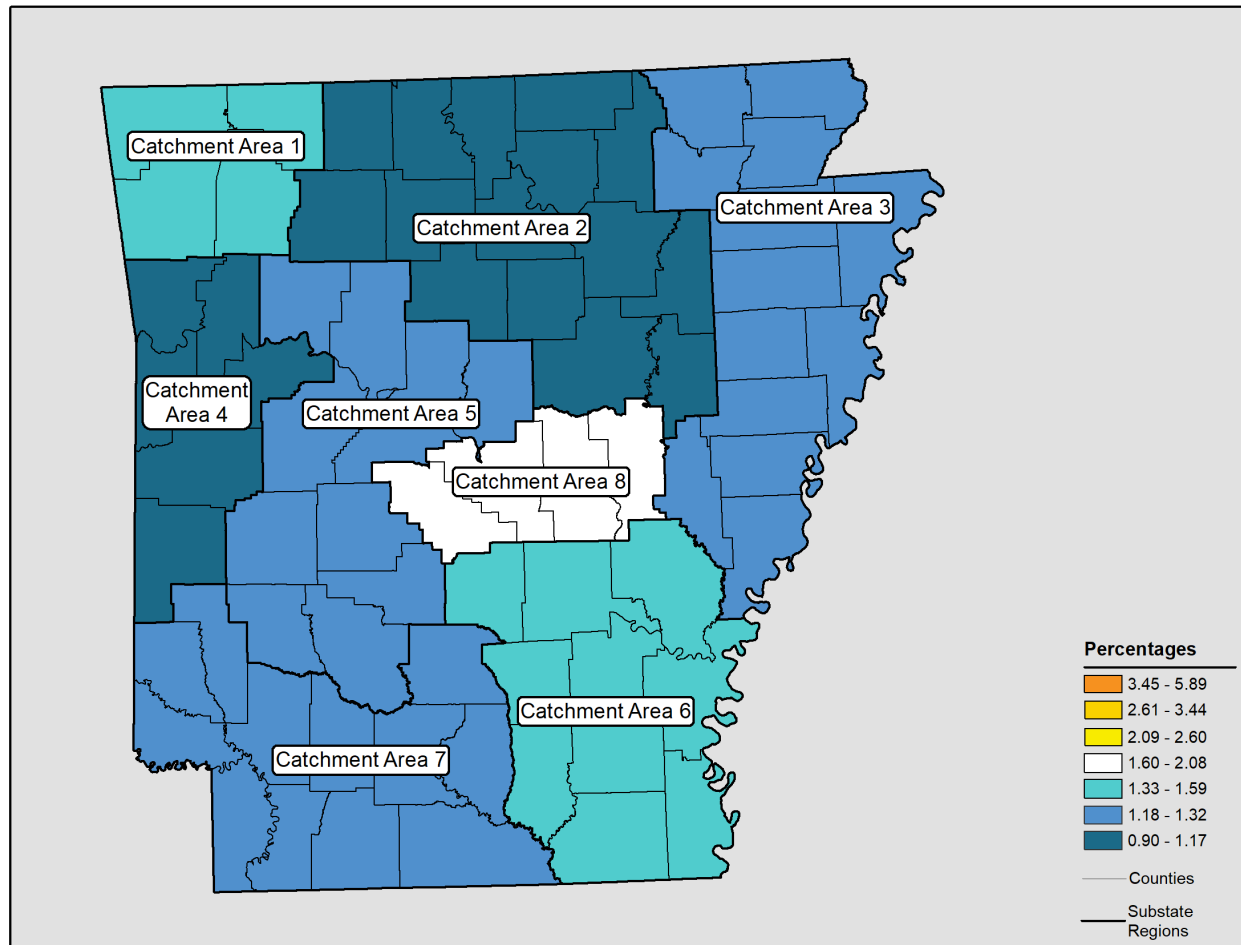 Catchment Area 1
Catchment Area 2
Catchment Area 3
Catchment
Area 4
Catchment Area 5
Catchment Area 8
Catchment Area 6
Catchment Area 7
Percentages
3.45 - 5.89
2.61 - 3.44
2.09 - 2.60
1.60 - 2.08
1.33 - 1.59
1.18 - 1.32
0.90 - 1.17
Counties
Substate
Regions